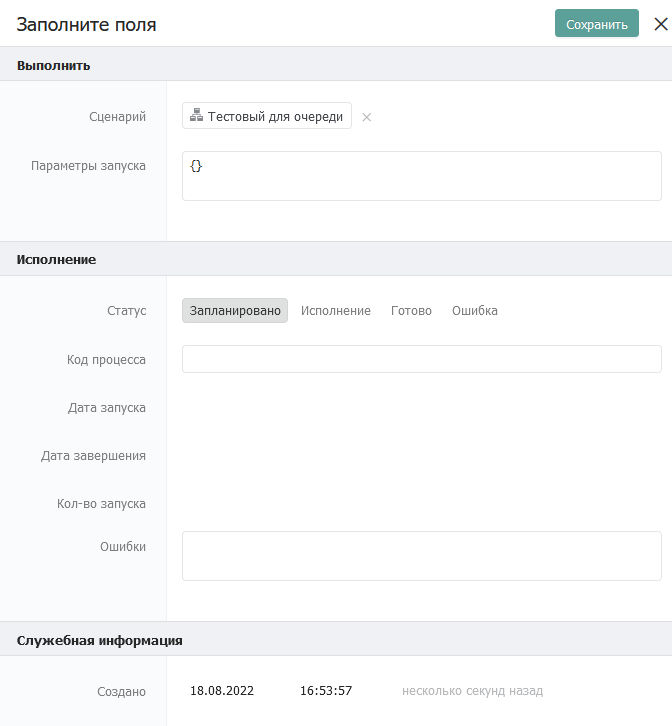 Заполните поля
Сохранить
Выполнить
Сценарий
Тестовый для очереди
Параметры запуска
{}
Исполнение
Статус
Запланировано Исполнение Готово Ошибка
Код процесса
Дата запуска
Дата завершения
Кол-во запуска
Ошибки
Служебная информация
Создано
18.08.2022 16:53:57 несколько секунд назад